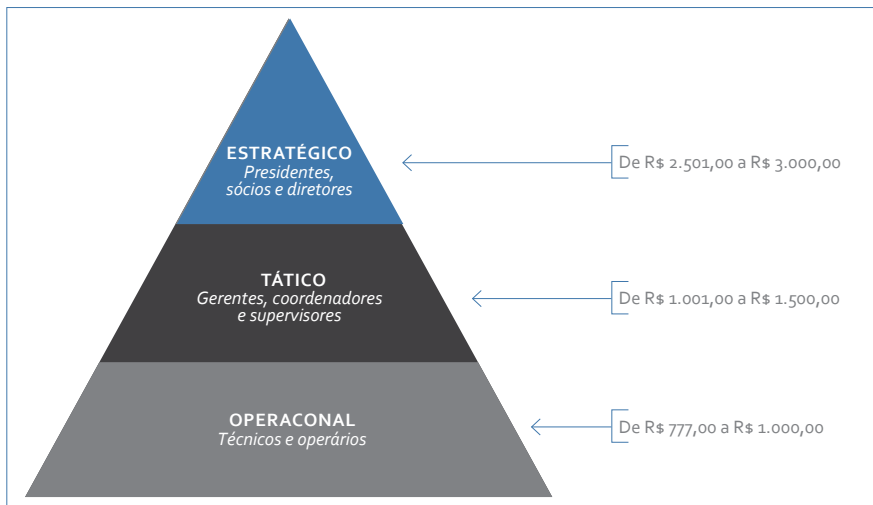 ESTRATÉGICO
Presidentes,
sócios e diretores
De R$ 2.501,00 a R$ 3.000,00
TÁTICO
Gerentes, coordenadores
e supervisores
De R$ 1.001,00 a R$ 1.500,00
OPERACONAL
Técnicos e operários
De R$ 777,00 a R$ 1.000,00